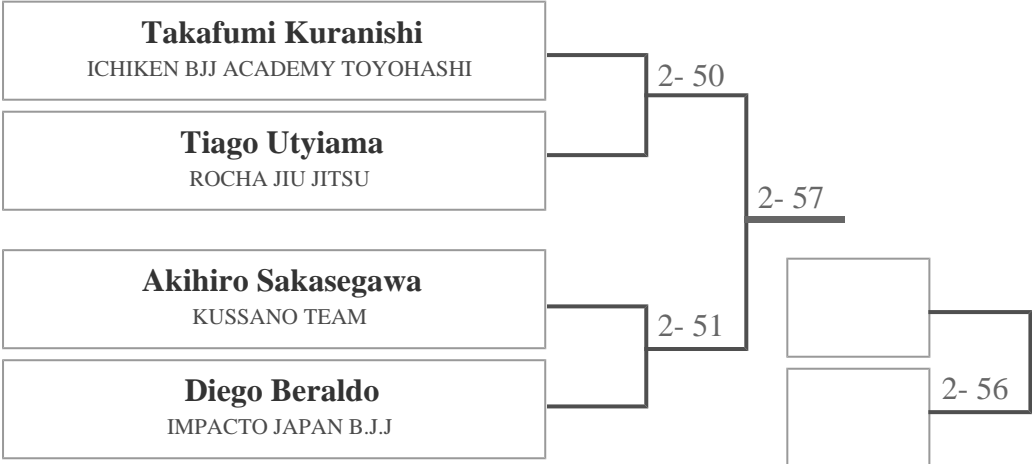 Takafumi Kuranishi
ICHIKEN BJJ ACADEMY TOYOHASHI
2- 50
Tiago Utyiama
ROCHA JIU JITSU
2- 57
Akihiro Sakasegawa
KUSSANO TEAM
2- 51
Diego Beraldo
IMPACTO JAPAN B.J.J
2- 56